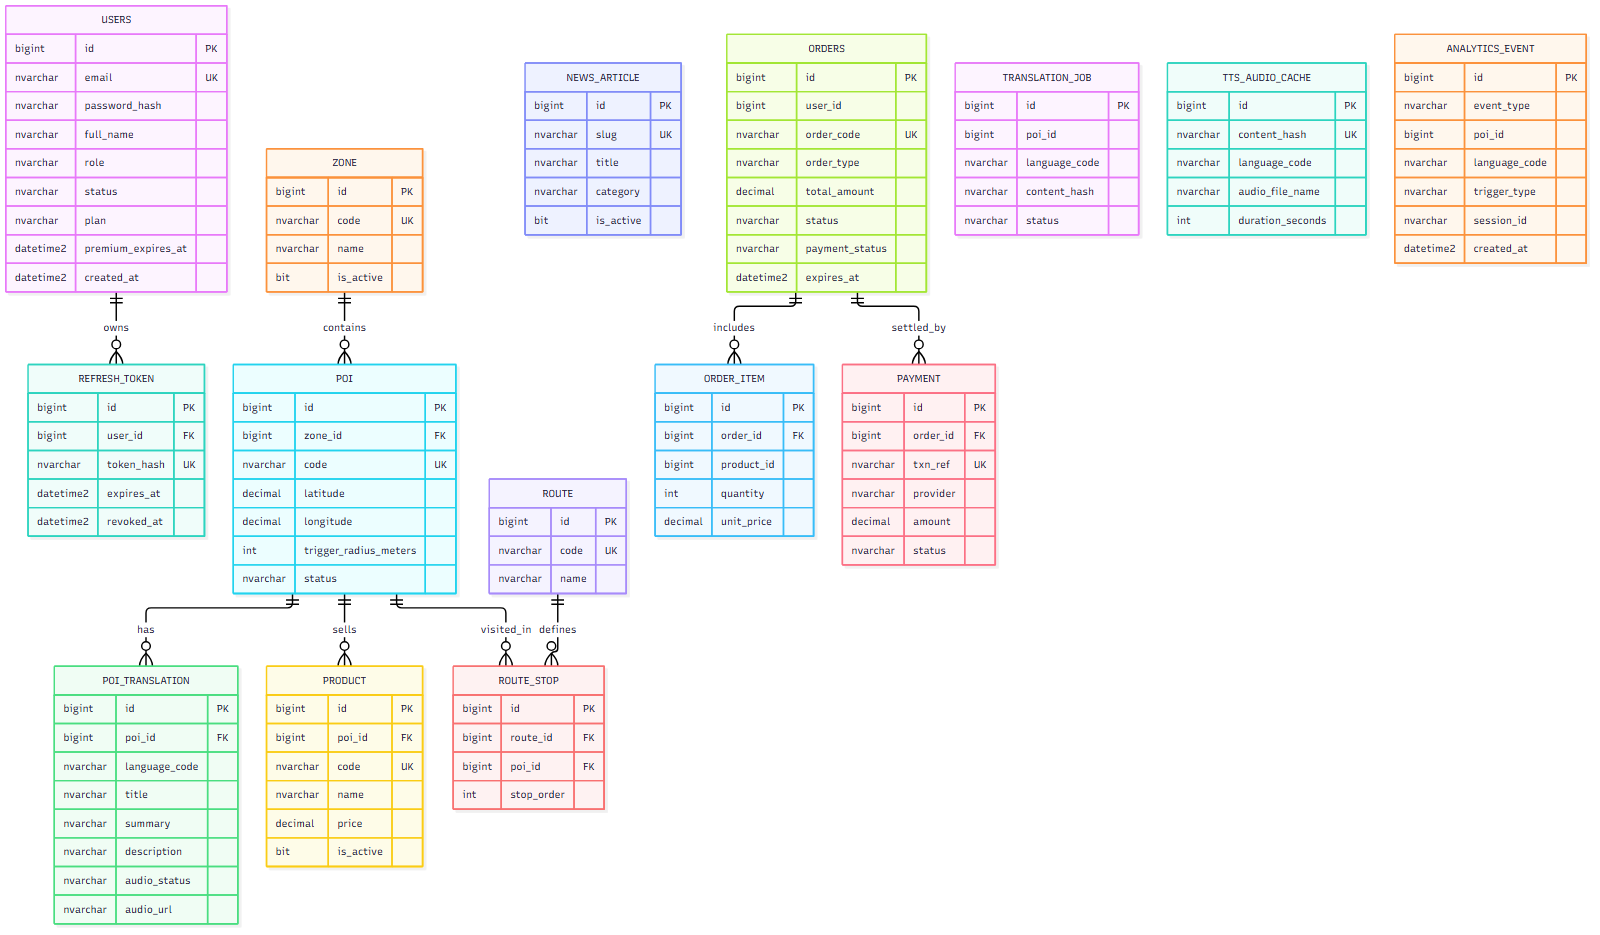 USERS
bigint id PK
nvarchar email UK
nvarchar password_hash
nvarchar full_name
nvarchar role
nvarchar status
nvarchar plan
datetime2 premium_expires_at
datetime2 created_at
ZONE
bigint id PK
nvarchar code UK
nvarchar name
bit is_active
NEWS_ARTICLE
bigint id PK
nvarchar slug UK
nvarchar title
nvarchar category
bit is_active
ORDERS
bigint id PK
bigint user_id
nvarchar order_code UK
nvarchar order_type
decimal total_amount
nvarchar status
nvarchar payment_status
datetime2 expires_at
TRANSLATION_JOB
bigint id PK
bigint poi_id
nvarchar language_code
nvarchar content_hash
nvarchar status
TTS_AUDIO_CACHE
bigint id PK
nvarchar content_hash UK
nvarchar language_code
nvarchar audio_file_name
int duration_seconds
ANALYTICS_EVENT
bigint id PK
nvarchar event_type
bigint poi_id
nvarchar language_code
nvarchar trigger_type
nvarchar session_id
datetime2 created_at
owns
contains
includes
settled_by
REFRESH_TOKEN
bigint id PK
bigint user_id FK
nvarchar token_hash UK
datetime2 expires_at
datetime2 revoked_at
POI
bigint id PK
bigint zone_id FK
nvarchar code UK
decimal latitude
decimal longitude
int trigger_radius_meters
nvarchar status
ROUTE
bigint id PK
nvarchar code UK
nvarchar name
ORDER_ITEM
bigint id PK
bigint order_id FK
bigint product_id
int quantity
decimal unit_price
PAYMENT
bigint id PK
bigint order_id FK
nvarchar txn_ref UK
nvarchar provider
decimal amount
nvarchar status
has
sells
visited_in
defines
POI_TRANSLATION
bigint id PK
bigint poi_id FK
nvarchar language_code
nvarchar title
nvarchar summary
nvarchar description
nvarchar audio_status
nvarchar audio_url
PRODUCT
bigint id PK
bigint poi_id FK
nvarchar code UK
nvarchar name
decimal price
bit is_active
ROUTE_STOP
bigint id PK
bigint route_id FK
bigint poi_id FK
int stop_order